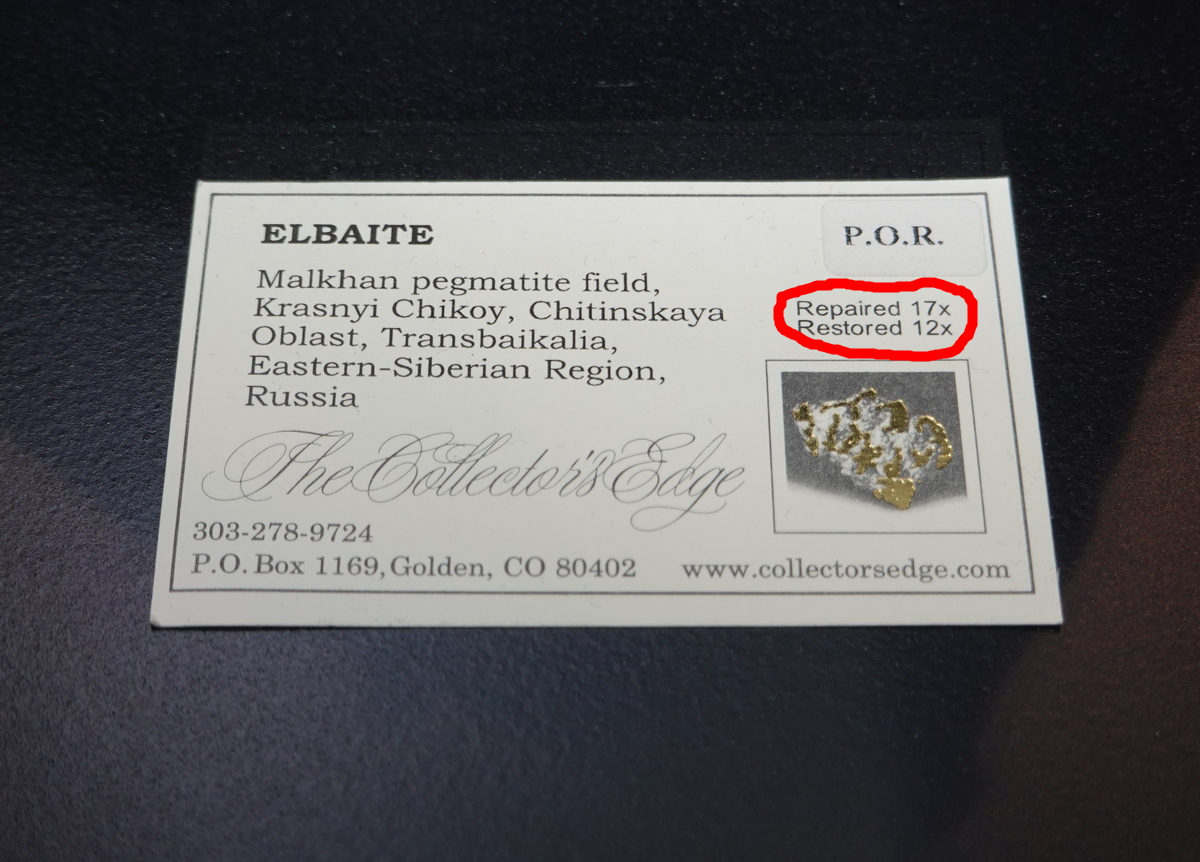 ELBAITE
P.O.R.
Malkhan pegmatite field,
Krasnyi Chikoy, Chitinskaya
Oblast, Transbaikalia,
Eastern-Siberian Region,
Russia
Repaired 17x
Restored 12x
The Collector's Edge
303-278-9724
P.O. Box 1169, Golden, CO 80402
www.collectorsedge.com